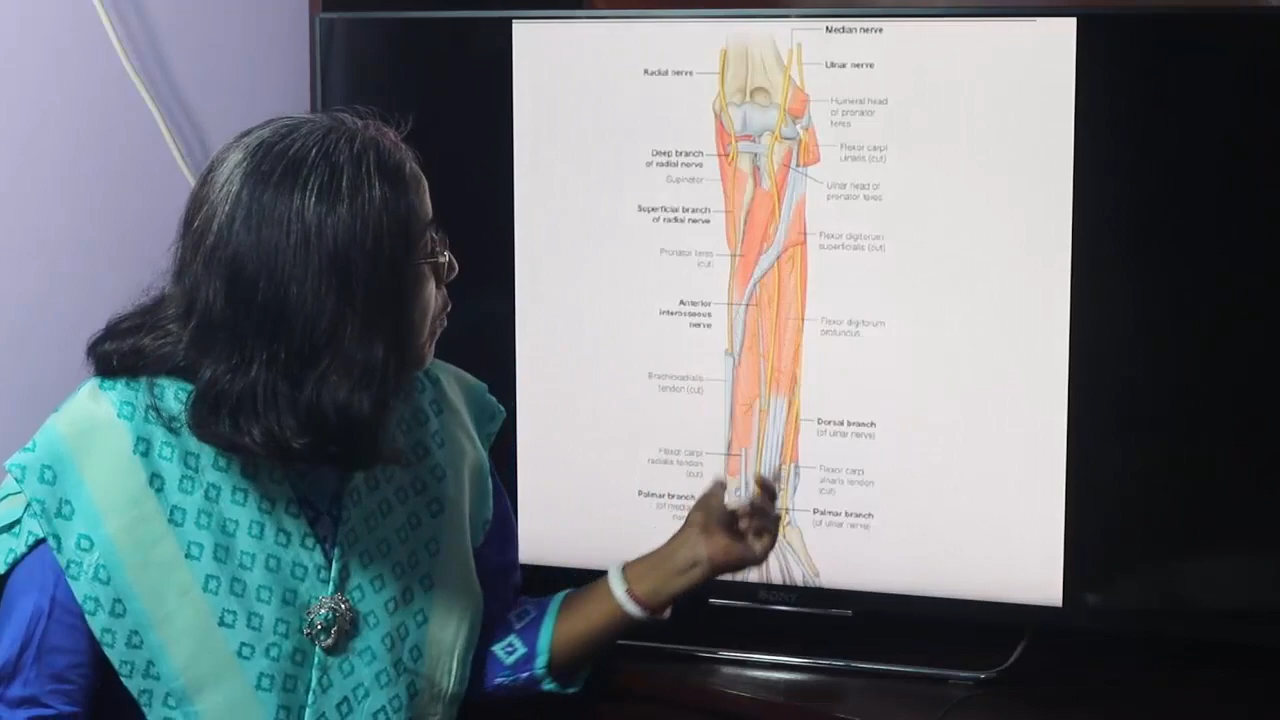 Median nerve
Ulnar nerve
Radial nerve
Humeral head
of pronator
teres
Flexor carpi
ulnaris (cut)
Deep branch
of radial nerve
Supinator
Ulnar head of
pronator teres
Superficial branch
of radial nerve
Flexor digitorum
superficialis (cut)
Pronator teres
(cut)
Anterior
interosseous
nerve
Flexor digitorum
profundus
Brachioradialis
tendon (cut)
Dorsal branch
(of ulnar nerve)
Flexor carpi
radialis tendon
(cut)
Flexor carpi
ulnaris tendon
(cut)
Palmar branch
(of median
Palmar branch
(of ulnar nerve)
SONY